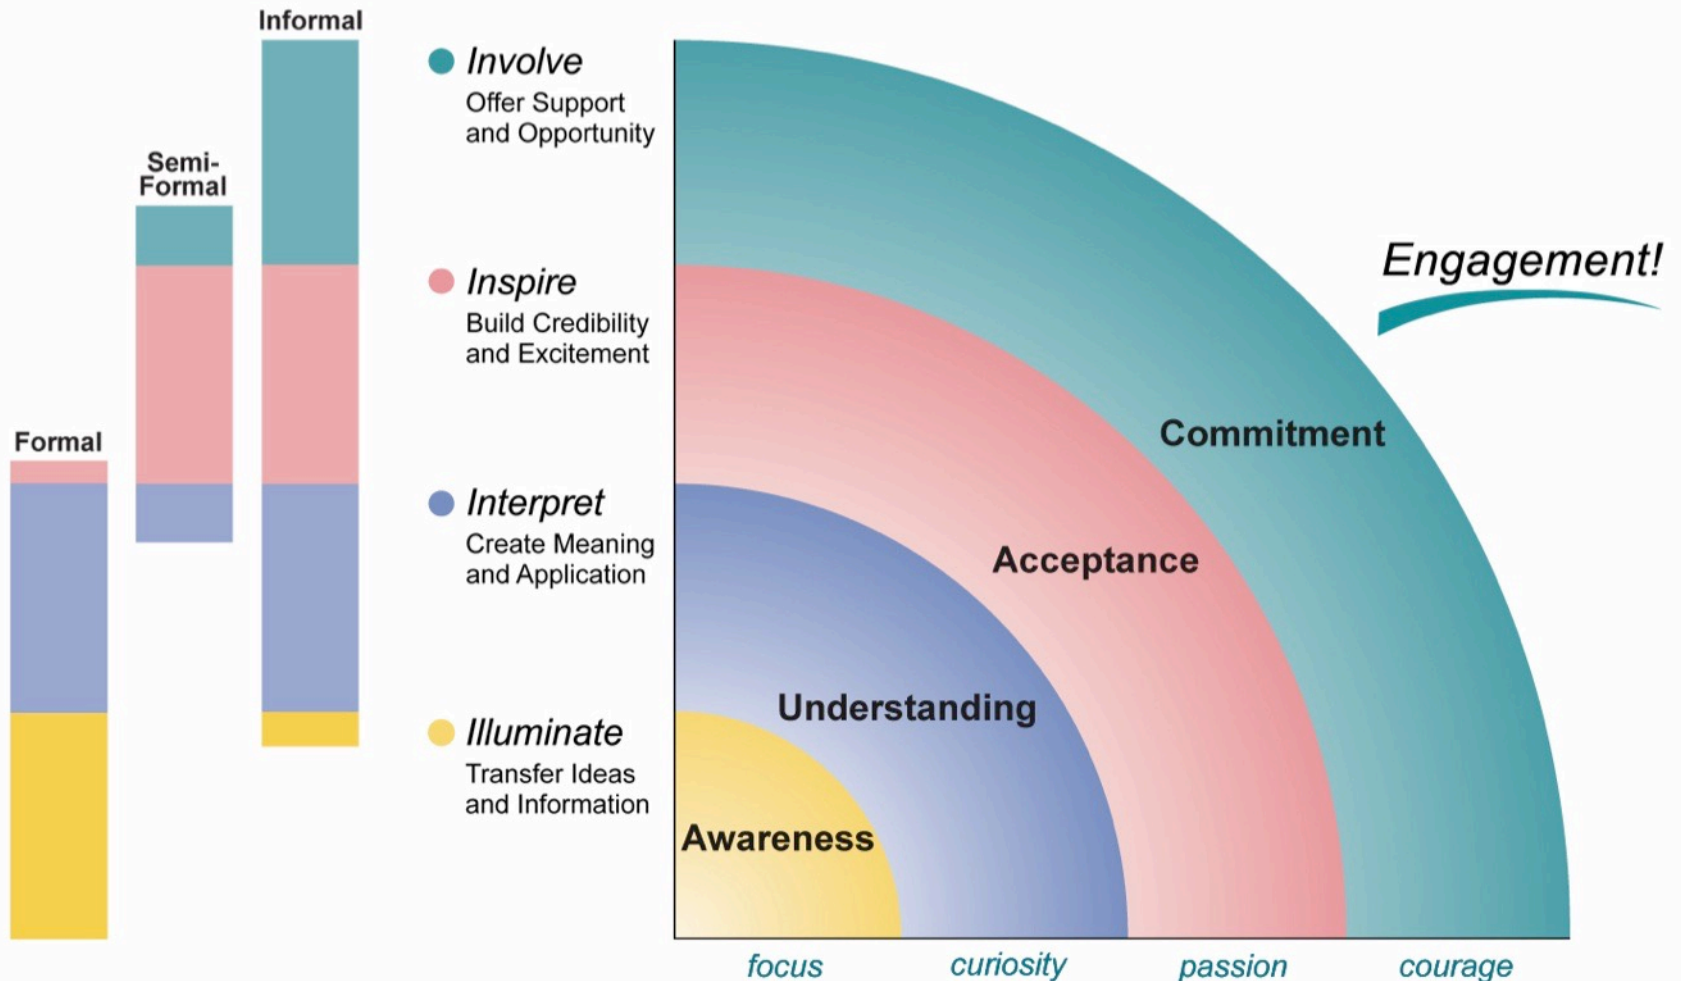 Informal
Semi-
Formal
Formal
Involve
Offer Support
and Opportunity
Inspire
Build Credibility
and Excitement
Interpret
Create Meaning
and Application
Illuminate
Transfer Ideas
and Information
Engagement!
Commitment
Acceptance
Understanding
Awareness
focus
curiosity
passion
courage